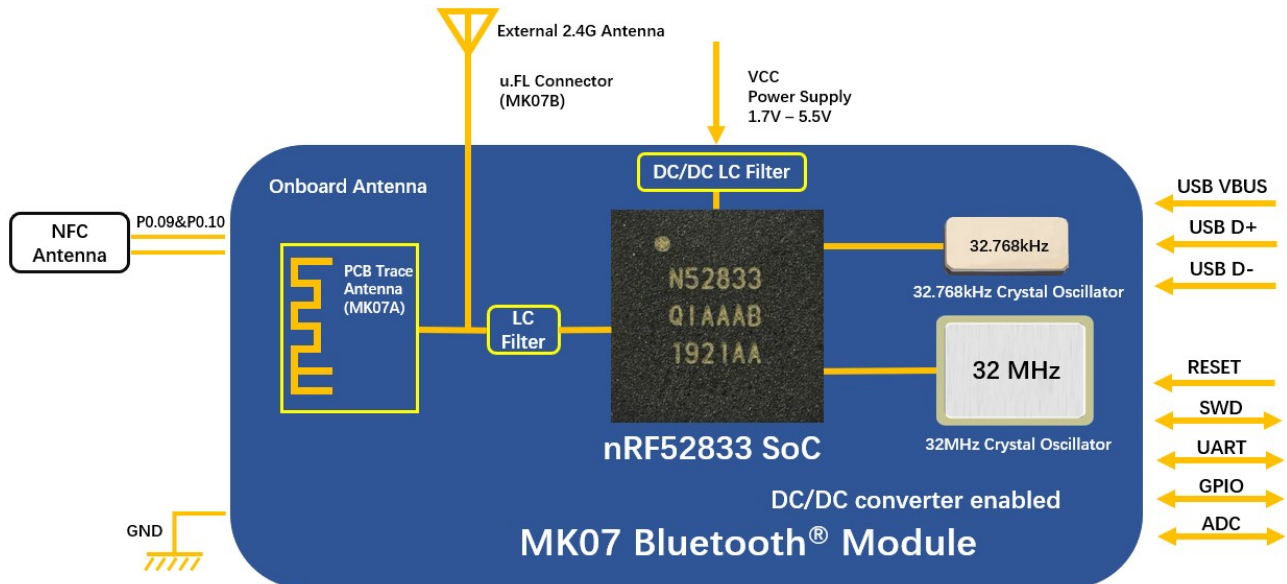 External 2.4G Antenna
u.FL Connector
(MK07B)
VCC
Power Supply
1.7V – 5.5V
Onboard Antenna
DC/DC LC Filter
NFC
Antenna
P0.09&P0.10
PCB Trace
Antenna
(MK07A)
LC
Filter
N52833
QIAAAB
1921AA
nRF52833 SoC
32.768kHz
32.768kHz Crystal Oscillator
32 MHz
32MHz Crystal Oscillator
USB VBUS
USB D+
USB D-
RESET
SWD
UART
GPIO
ADC
GND
DC/DC converter enabled
MK07 Bluetooth® Module